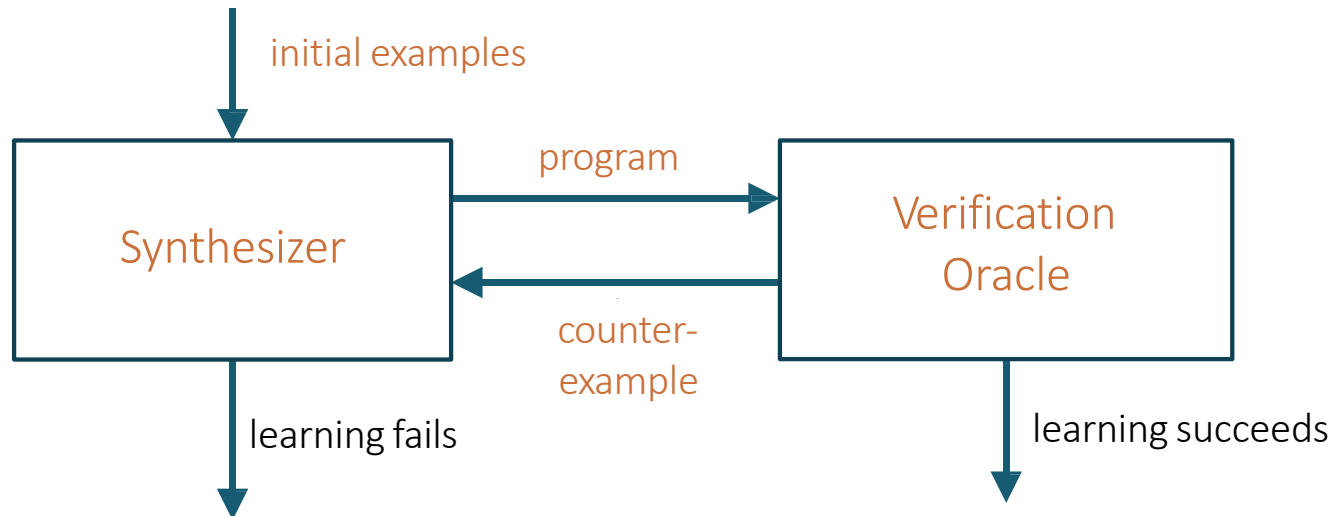 initial examples
program
Synthesizer
Verification
Oracle
counter-
example
learning fails
learning succeeds